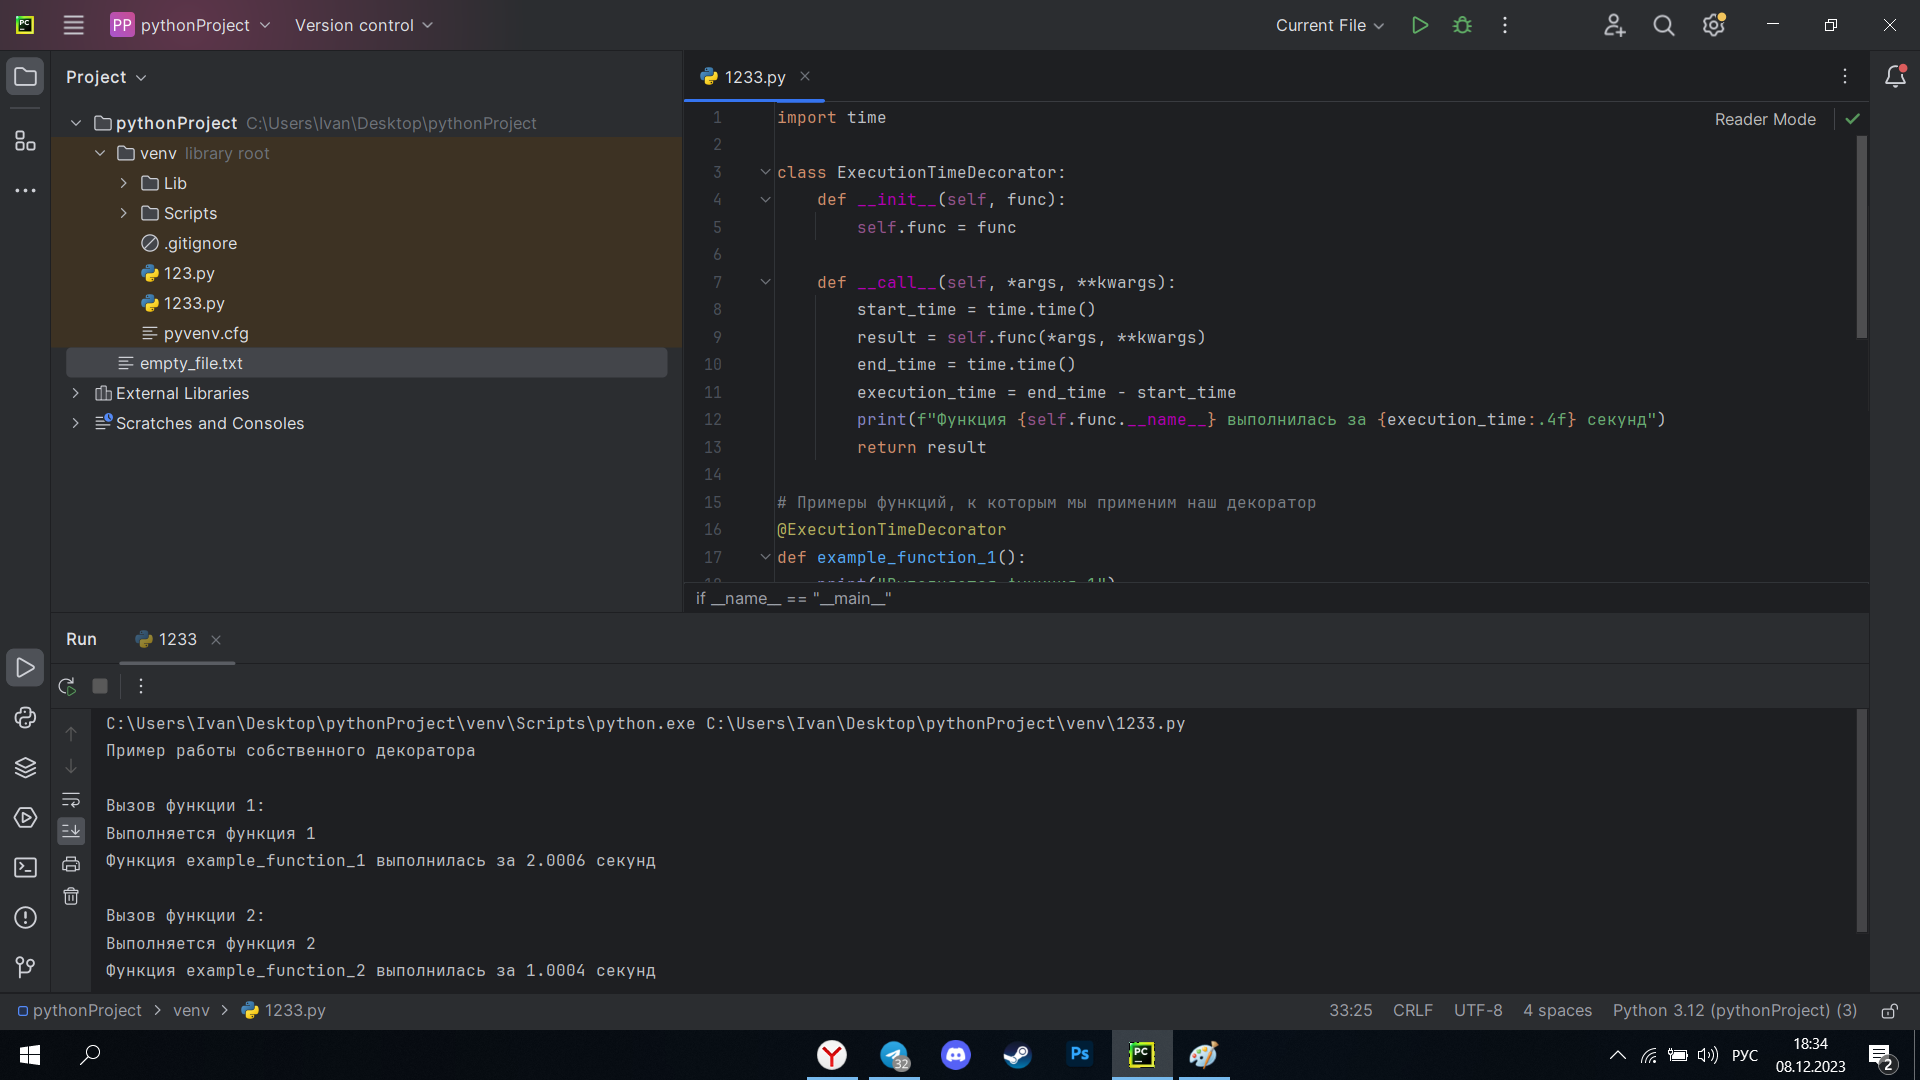 PC
PP pythonProject Version control Current File
Project
pythonProject C:\Users\Ivan\Desktop\pythonProject
venv library root
Lib
Scripts
.gitignore
123.py
1233.py
pyvenv.cfg
empty_file.txt
External Libraries
Scratches and Consoles
1233.py
Reader Mode
1 import time
2
3 class ExecutionTimeDecorator:
4 def __init__(self, func):
5 self.func = func
6
7 def __call__(self, *args, **kwargs):
8 start_time = time.time()
9 result = self.func(*args, **kwargs)
10 end_time = time.time()
11 execution_time = end_time - start_time
12 print(f"Функция {self.func.__name__} выполнилась за {execution_time:.4f} секунд")
13 return result
14
15 # Примеры функций, к которым мы применим наш декоратор
16 @ExecutionTimeDecorator
17 def example_function_1():
if __name__ == "__main__"
Run 1233
C:\Users\Ivan\Desktop\pythonProject\venv\Scripts\python.exe C:\Users\Ivan\Desktop\pythonProject\venv\1233.py
Пример работы собственного декоратора
Вызов функции 1:
Выполняется функция 1
Функция example_function_1 выполнилась за 2.0006 секунд
Вызов функции 2:
Выполняется функция 2
Функция example_function_2 выполнилась за 1.0004 секунд
pythonProject > venv > 1233.py 33:25 CRLF UTF-8 4 spaces Python 3.12 (pythonProject) (3)
32 Ps PC РУС 18:34
08.12.2023 2